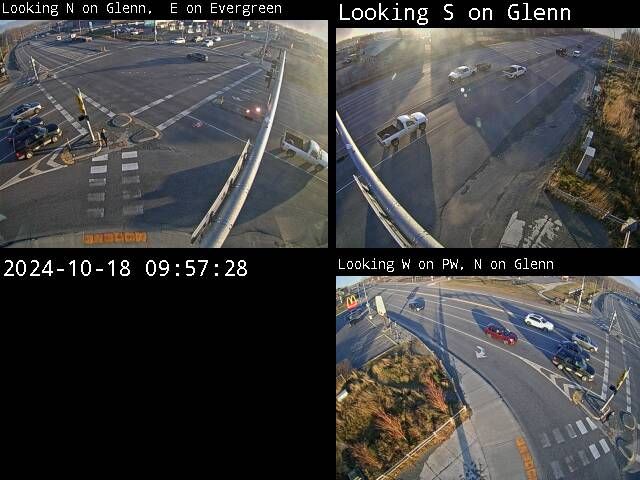 Looking N on Glenn,  E on Evergreen
Looking S on Glenn
2024-10-18 09:57:28
Looking W on PW, N on Glenn